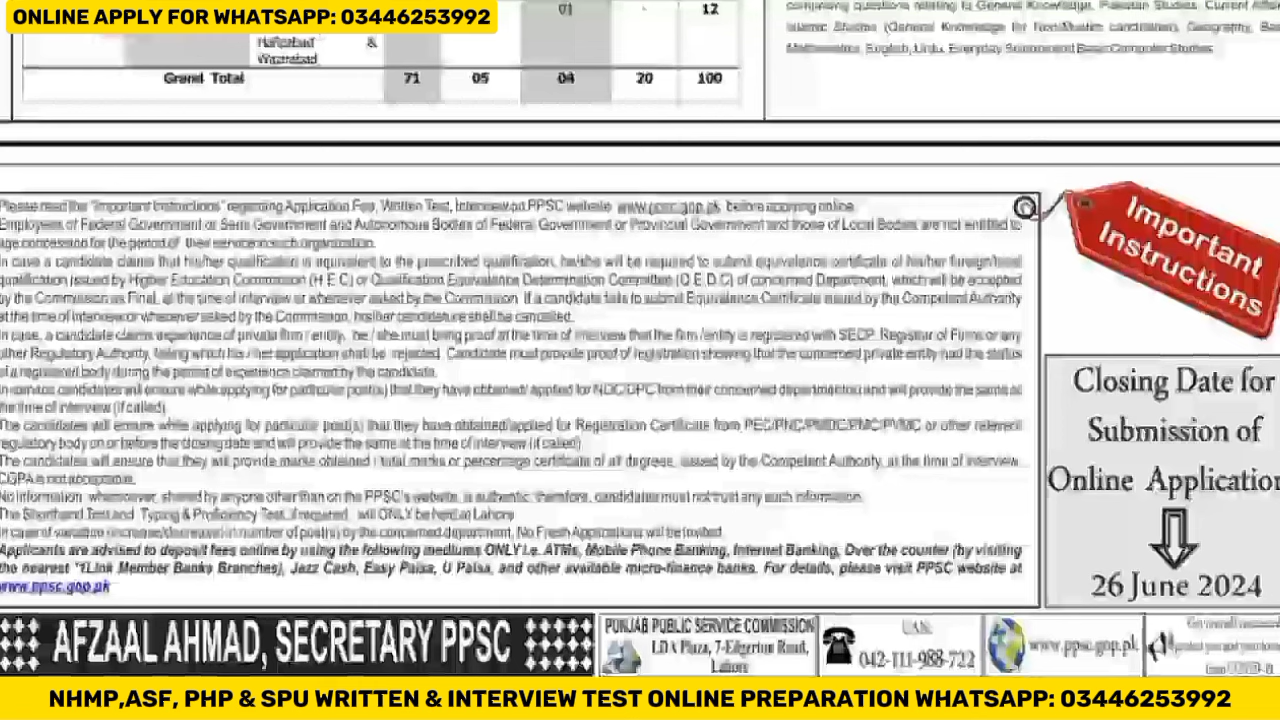 ONLINE APPLY FOR WHATSAPP: 03446253992
01 12
comprising questions relating to General Knowledge, Pakistan Studies, Current
Islamic Studies (General Knowledge for Non-Muslim candidates), Geography,
Mathematics, English, Urdu, Everyday Science and Basic Computer Studies.
Hafizabad &
Wazirabad
Grand Total 71 05 04 20 100
Please read the "Important Instructions" regarding Application Fee, Written Test, Interview on PPSC website www.ppsc.gop.pk before applying online.
Employees of Federal Government or Semi Government and Autonomous Bodies of Federal Government or Provincial Government and those of Local Bodies are not entitled to
age concession for the period of their service in such organization.
In case a candidate claims that his/her qualification is equivalent to the prescribed qualification, he/she will be required to submit equivalence certificate of his/her foreign/local
qualification issued by Higher Education Commission (H.E.C) or Qualification Equivalence Determination Committee (Q.E.D.C) of concerned Department, which will be accepted
by the Commission as Final, at the time of interview or whenever asked by the Commission. If a candidate fails to submit Equivalence Certificate issued by the Competent Authority
at the time of interview or whenever asked by the Commission, his/her candidature shall be cancelled.
In case, a candidate claims experience of private firm / entity, he / she must bring proof at the time of interview that the firm /entity is registered with SECP, Registrar of Firms or any
other Regulatory Authority, failing which his / her application shall be rejected. Candidate must provide proof of registration showing that the concerned private entity had the status
of a registered body during the period of experience claimed by the candidate.
In-service candidates will ensure while applying for particular post(s) that they have obtained/ applied for NOC/DPC from their concerned department(s) and will provide the same at
the time of interview (if called).
The candidates will ensure while applying for particular post(s) that they have obtained/applied for Registration Certificate from PEC/PNC/PMDC/PMC/PVMC or other relevant
regulatory body on or before the closing date and will provide the same at the time of interview (if called).
The candidates will ensure that they will provide marks obtained / total marks or percentage certificate of all degrees, issued by the Competent Authority, at the time of interview.
CGPA is not acceptable.
No information, whatsoever, shared by anyone other than on the PPSC's website, is authentic, therefore, candidates must not trust any such information.
The Shorthand Test and Typing & Proficiency Test, if required, will ONLY be held at Lahore.
In case of variation (increase/decrease) in number of post(s) by the concerned department, No Fresh Applications will be invited.
Applicants are advised to deposit fees online by using the following mediums ONLY i.e. ATMs, Mobile Phone Banking, Internet Banking, Over the counter (by visiting
the nearest "1Link Member Banks Branches), Jazz Cash, Easy Paisa, U Paisa, and other available micro-finance banks. For details, please visit PPSC website at
www.ppsc.gop.pk
Important
Instructions
Closing Date for
Submission of
Online Application
26 June 2024
AFZAAL AHMAD, SECRETARY PPSC
PUNJAB PUBLIC SERVICE COMMISSION
LDA Plaza, 7-Edgerton Road,
Lahore
UAN:
042-111-988-722
www.ppsc.gop.pk
NHMP,ASF, PHP & SPU WRITTEN & INTERVIEW TEST ONLINE PREPARATION WHATSAPP: 03446253992